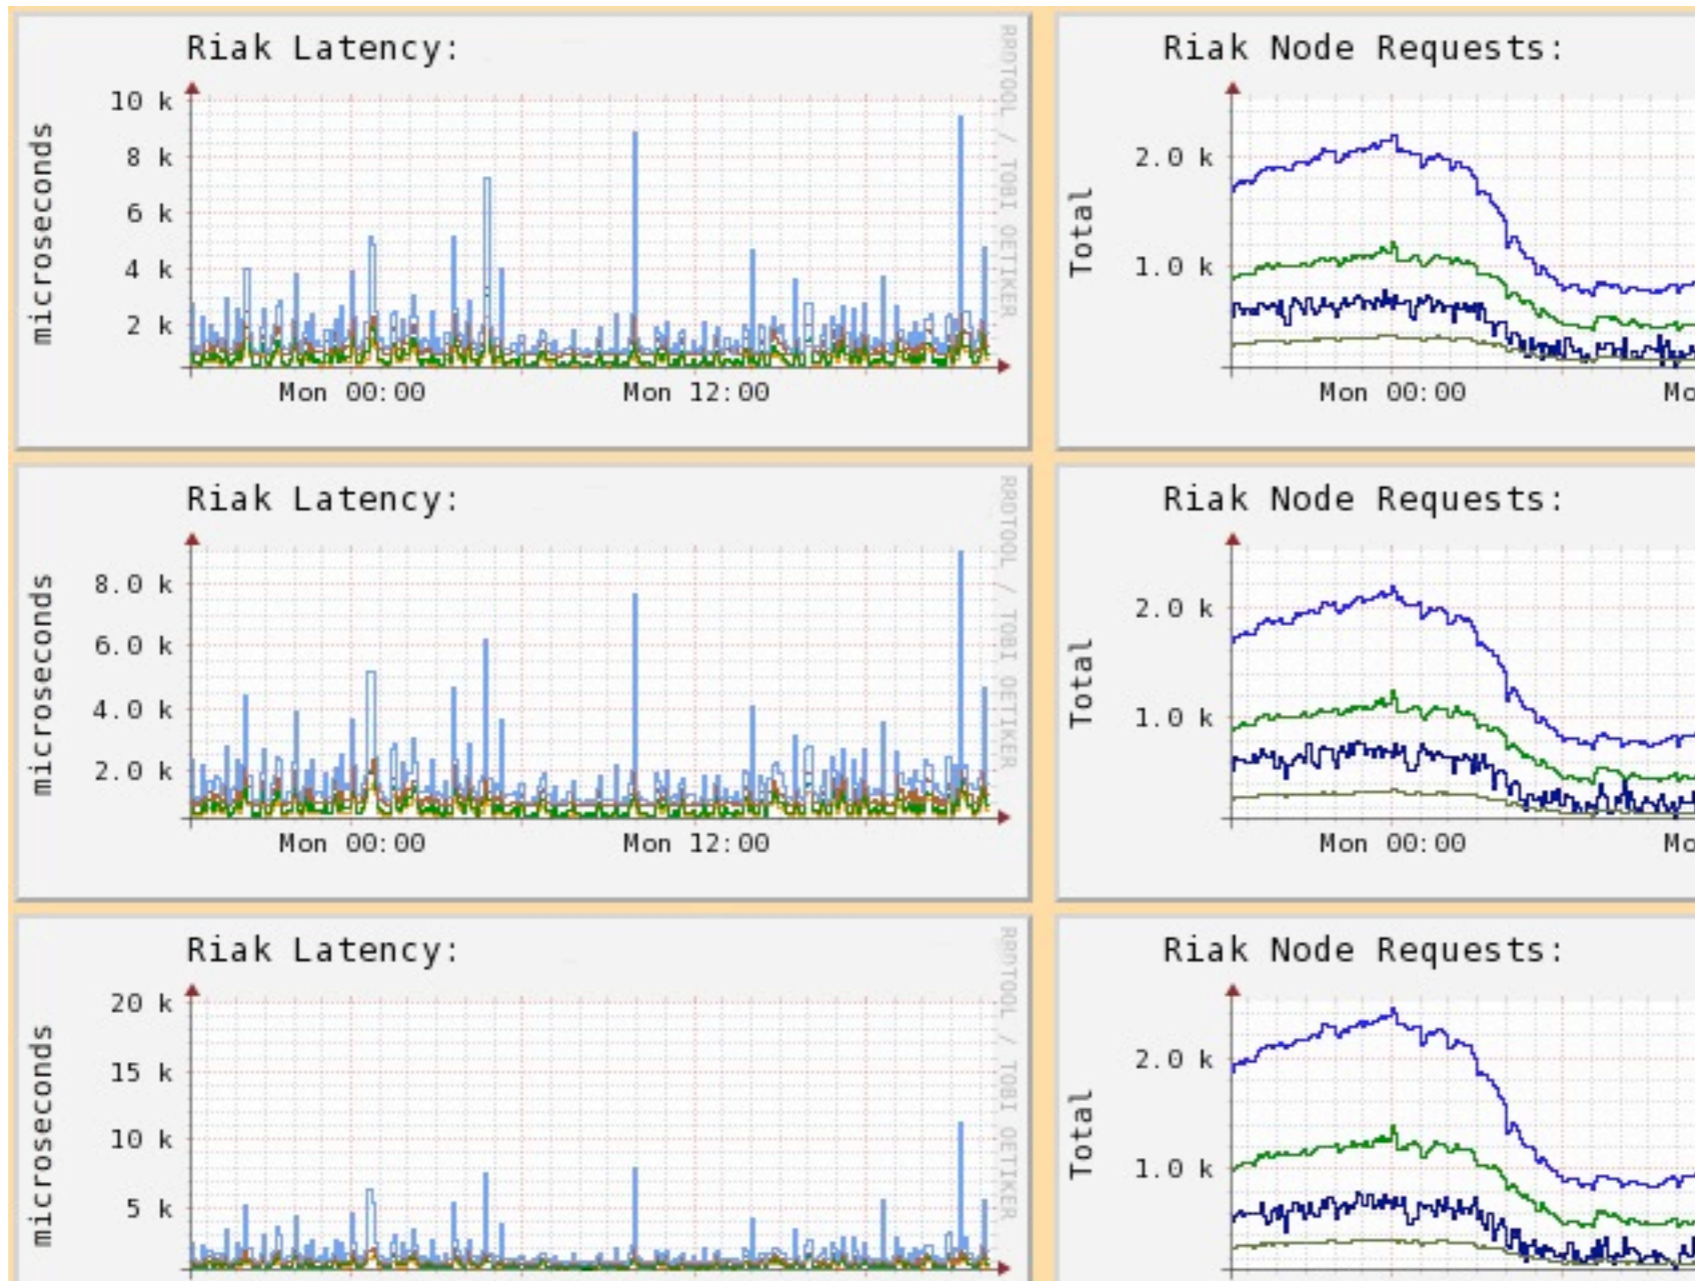 Riak Latency:
microseconds
10 k
8 k
6 k
4 k
2 k
Mon 00:00 Mon 12:00
RRDTOOL / TOBI OETIKER
Riak Node Requests:
Total
2.0 k
1.0 k
Mon 00:00 Mo
Riak Latency:
microseconds
8.0 k
6.0 k
4.0 k
2.0 k
Mon 00:00 Mon 12:00
RRDTOOL / TOBI OETIKER
Riak Node Requests:
Total
2.0 k
1.0 k
Mon 00:00 Mo
Riak Latency:
microseconds
20 k
15 k
10 k
5 k
RRDTOOL / TOBI OETIKER
Riak Node Requests:
Total
2.0 k
1.0 k